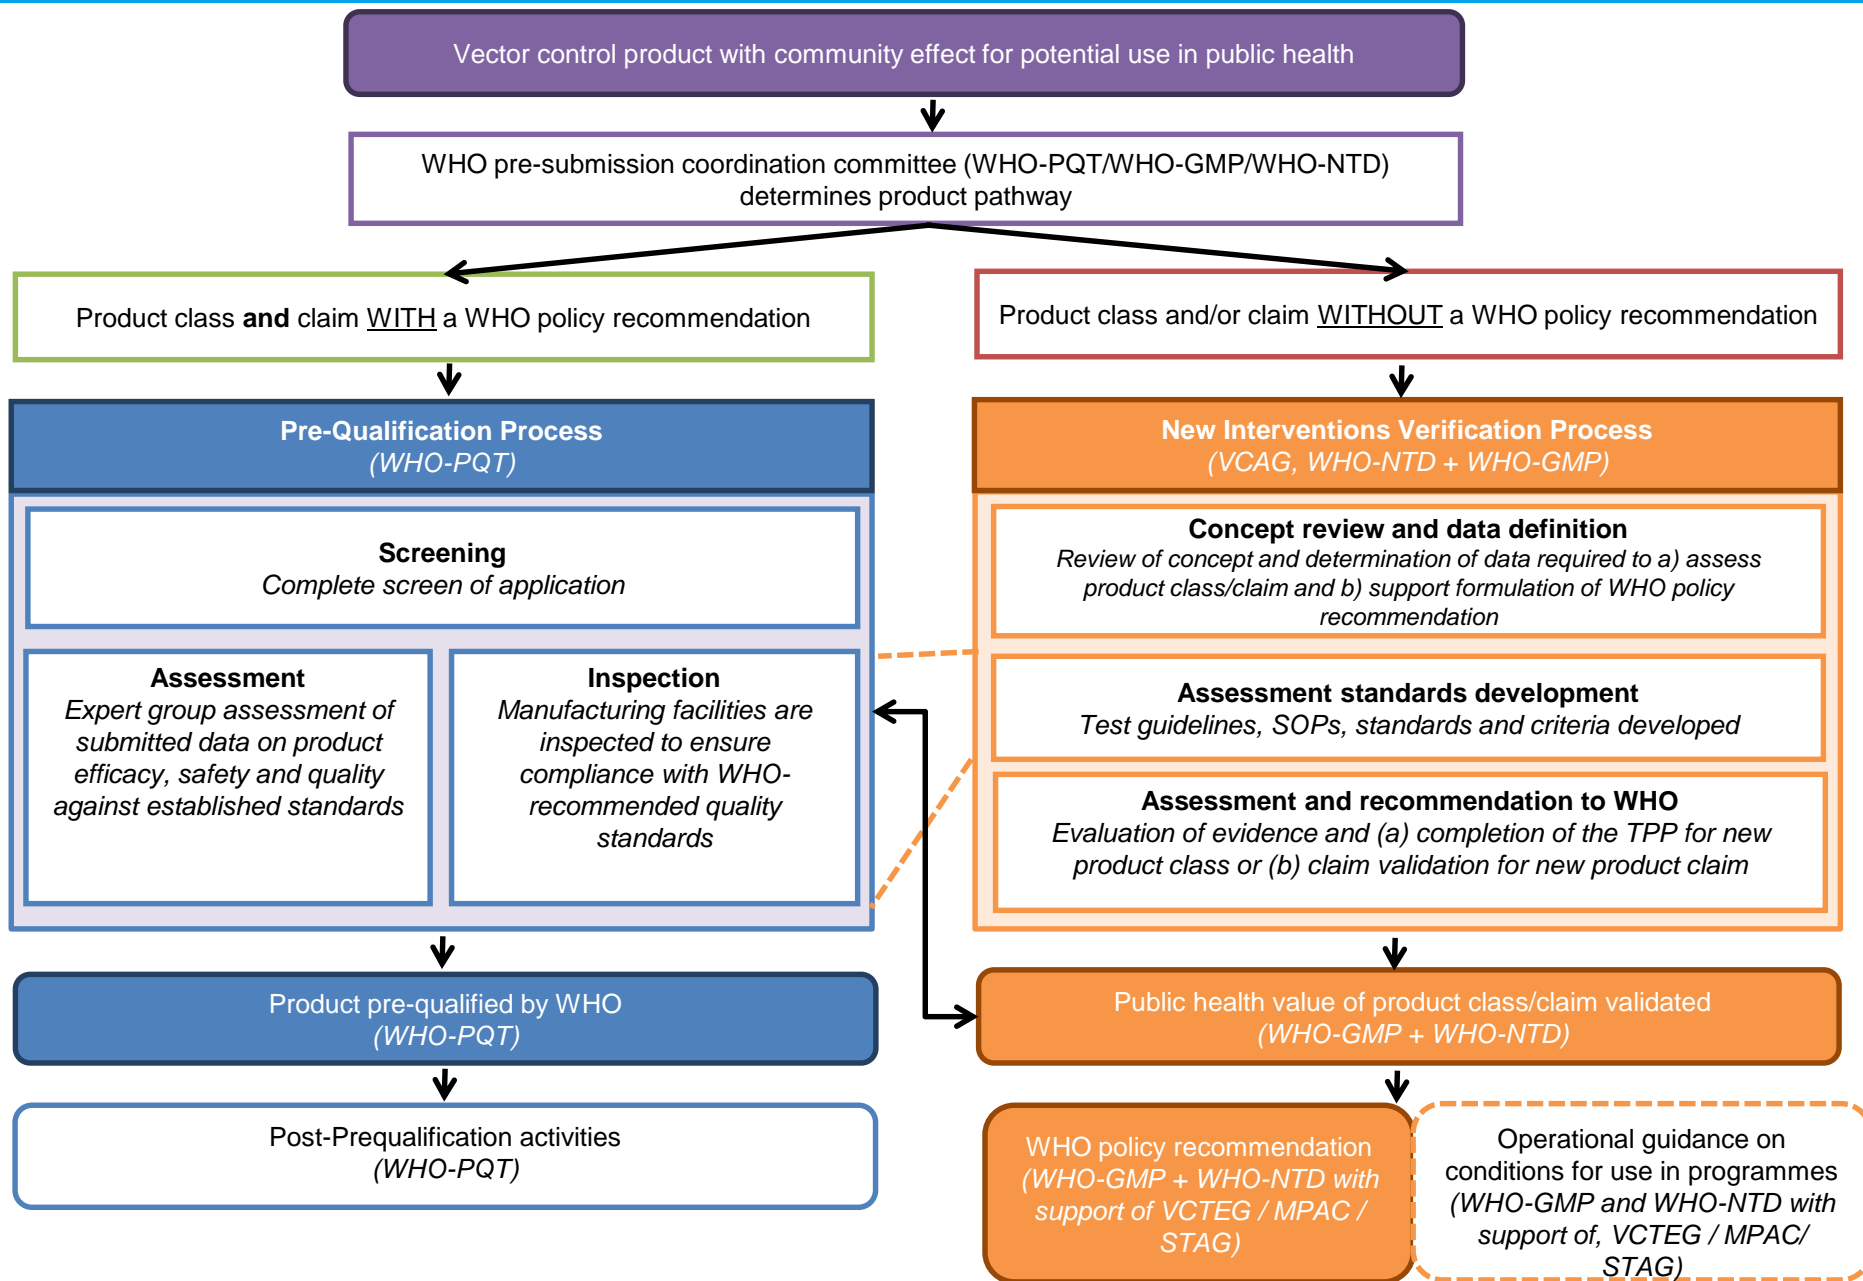 Vector control product with community effect for potential use in public health
WHO pre-submission coordination committee (WHO-PQT/WHO-GMP/WHO-NTD)
determines product pathway
Product class and claim WITH a WHO policy recommendation
Product class and/or claim WITHOUT a WHO policy recommendation
Pre-Qualification Process
(WHO-PQT)
Screening
Complete screen of application
Assessment
Expert group assessment of
submitted data on product
efficacy, safety and quality
against established standards
Inspection
Manufacturing facilities are
inspected to ensure
compliance with WHO-
recommended quality
standards
Product pre-qualified by WHO
(WHO-PQT)
Post-Prequalification activities
(WHO-PQT)
New Interventions Verification Process
(VCAG, WHO-NTD + WHO-GMP)
Concept review and data definition
Review of concept and determination of data required to a) assess
product class/claim and b) support formulation of WHO policy
recommendation
Assessment standards development
Test guidelines, SOPs, standards and criteria developed
Assessment and recommendation to WHO
Evaluation of evidence and (a) completion of the TPP for new
product class or (b) claim validation for new product claim
Public health value of product class/claim validated
(WHO-GMP + WHO-NTD)
WHO policy recommendation
(WHO-GMP + WHO-NTD with
support of VCTEG / MPAC /
STAG)
Operational guidance on
conditions for use in programmes
(WHO-GMP and WHO-NTD with
support of, VCTEG / MPAC/
STAG)